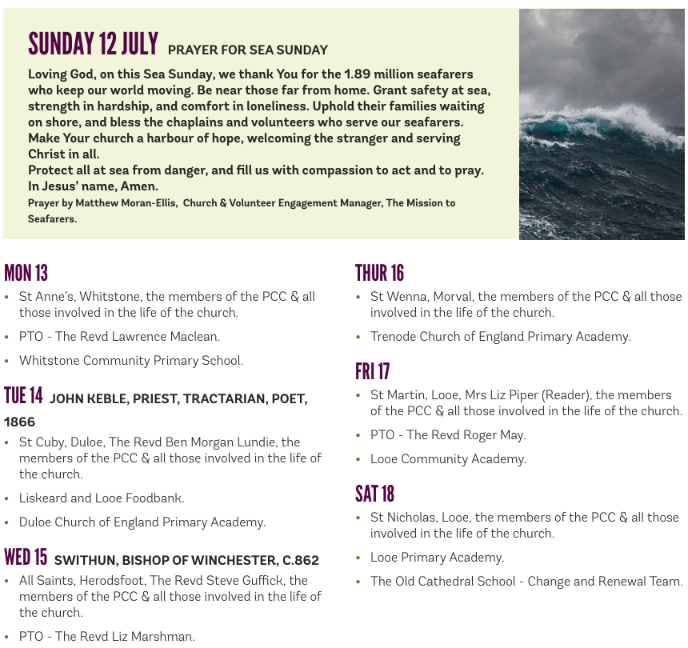 SUNDAY 12 JULY PRAYER FOR SEA SUNDAY
Loving God, on this Sea Sunday, we thank You for the 1.89 million seafarers
who keep our world moving. Be near those far from home. Grant safety at sea,
strength in hardship, and comfort in loneliness. Uphold their families waiting
on shore, and bless the chaplains and volunteers who serve our seafarers.
Make Your church a harbour of hope, welcoming the stranger and serving
Christ in all.
Protect all at sea from danger, and fill us with compassion to act and to pray.
In Jesus' name, Amen.
Prayer by Matthew Moran-Ellis, Church & Volunteer Engagement Manager, The Mission to
Seafarers.
MON 13
• St Anne's, Whitstone, the members of the PCC & all
those involved in the life of the church.
• PTO - The Revd Lawrence Maclean.
• Whitstone Community Primary School.
TUE 14 JOHN KEBLE, PRIEST, TRACTARIAN, POET,
1866
• St Cuby, Duloe, The Revd Ben Morgan Lundie, the
members of the PCC & all those involved in the life of
the church.
• Liskeard and Looe Foodbank.
• Duloe Church of England Primary Academy.
WED 15 SWITHUN, BISHOP OF WINCHESTER, C.862
• All Saints, Herodsfoot, The Revd Steve Guffick, the
members of the PCC & all those involved in the life of
the church.
• PTO - The Revd Liz Marshman.
THUR 16
• St Wenna, Morval, the members of the PCC & all those
involved in the life of the church.
• Trenode Church of England Primary Academy.
FRI 17
• St Martin, Looe, Mrs Liz Piper (Reader), the members
of the PCC & all those involved in the life of the church.
• PTO - The Revd Roger May.
• Looe Community Academy.
SAT 18
• St Nicholas, Looe, the members of the PCC & all those
involved in the life of the church.
• Looe Primary Academy.
• The Old Cathedral School - Change and Renewal Team.